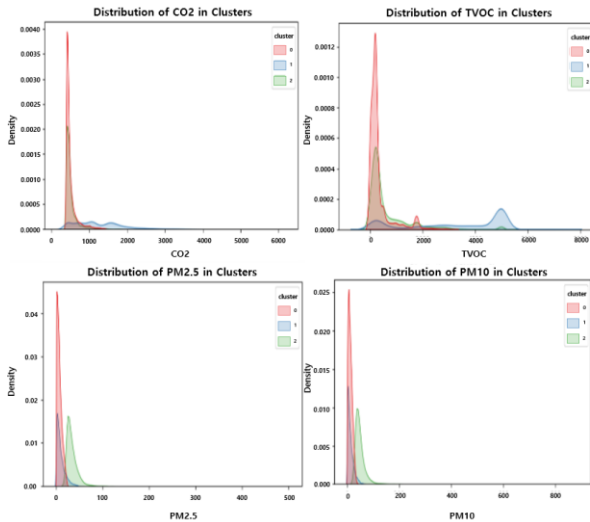 Distribution of CO2 in Clusters
cluster
0
1
2
Density
0.0040
0.0035
0.0030
0.0025
0.0020
0.0015
0.0010
0.0005
0.0000
0 1000 2000 3000 4000 5000 6000
CO2
Distribution of TVOC in Clusters
cluster
0
1
2
Density
0.0012
0.0010
0.0008
0.0006
0.0004
0.0002
0.0000
0 2000 4000 6000 8000
TVOC
Distribution of PM2.5 in Clusters
cluster
0
1
2
Density
0.04
0.03
0.02
0.01
0.00
0 100 200 300 400 500
PM2.5
Distribution of PM10 in Clusters
cluster
0
1
2
Density
0.025
0.020
0.015
0.010
0.005
0.000
0 200 400 600 800
PM10